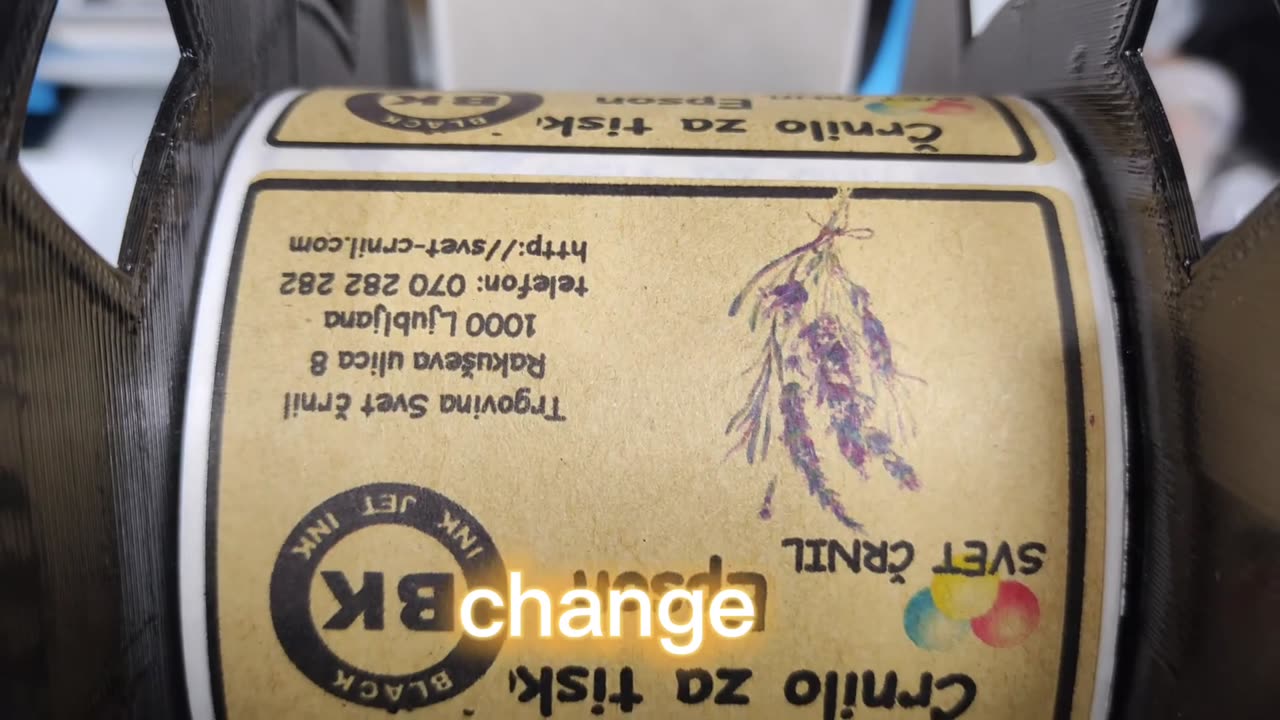 Črnilo za tisk
Epson
BK
BLACK
http://svet-crnil.com
telefon: 070 282 282
1000 Ljubljana
Rakuševa ulica 8
Trgovina Svet črnil
SVET ČRNIL
INK JET INK
BK
BLACK
Epson
Črnilo za tisk
change